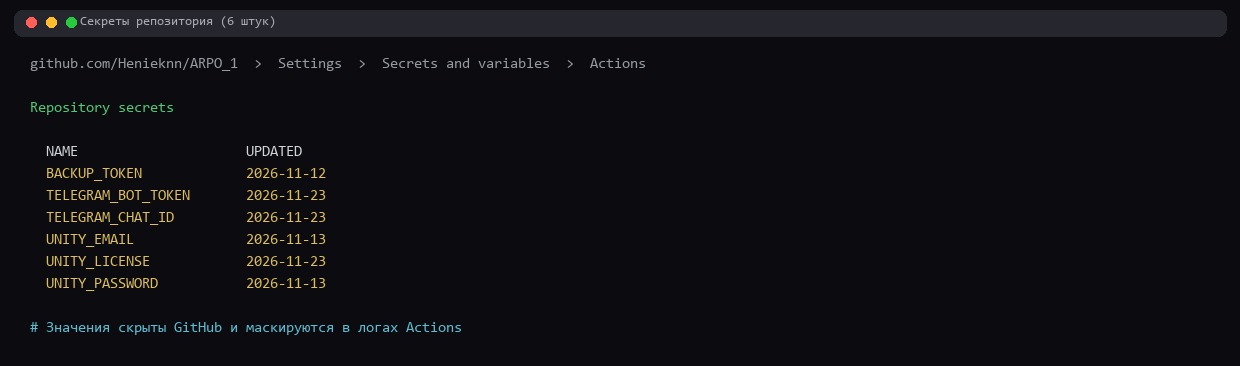 Секреты репозитория (6 штук)
github.com/Henieknn/ARPO_1 > Settings > Secrets and variables > Actions
Repository secrets
NAME UPDATED
BACKUP_TOKEN 2026-11-12
TELEGRAM_BOT_TOKEN 2026-11-23
TELEGRAM_CHAT_ID 2026-11-23
UNITY_EMAIL 2026-11-13
UNITY_LICENSE 2026-11-23
UNITY_PASSWORD 2026-11-13
# Значения скрыты GitHub и маскируются в логах Actions